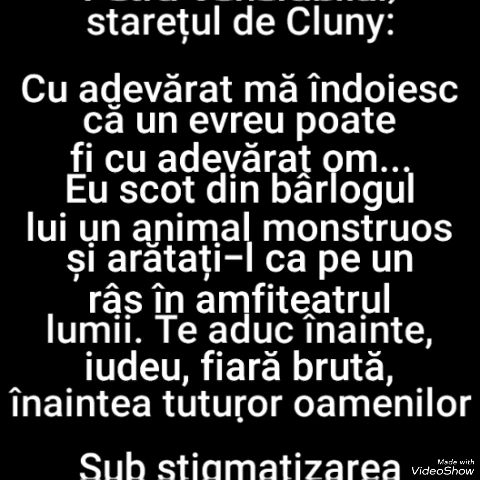 starețul de Cluny:
Cu adevărat mă îndoiesc
că un evreu poate
fi cu adevărat om...
Eu scot din bârlogul
lui un animal monstruos
și arătați-l ca pe un
râs în amfiteatrul
lumii. Te aduc înainte,
iudeu, fiară brută,
înaintea tuturor oamenilor
Sub stigmatizarea
Made with
VideoShow